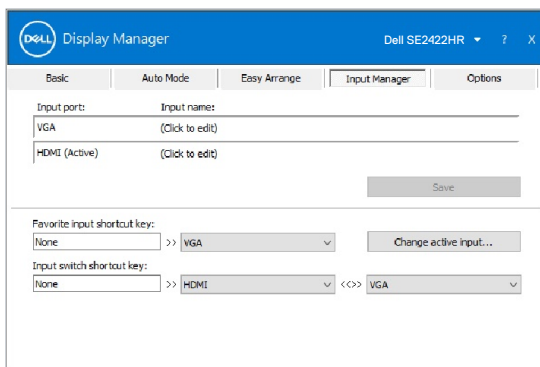 DELL Display Manager Dell SE2422HR ? X
Basic Auto Mode Easy Arrange Input Manager Options
Input port: Input name:
VGA (Click to edit)
HDMI (Active) (Click to edit)
Save
Favorite input shortcut key:
None >> VGA Change active input...
Input switch shortcut key:
None >> HDMI <<>> VGA